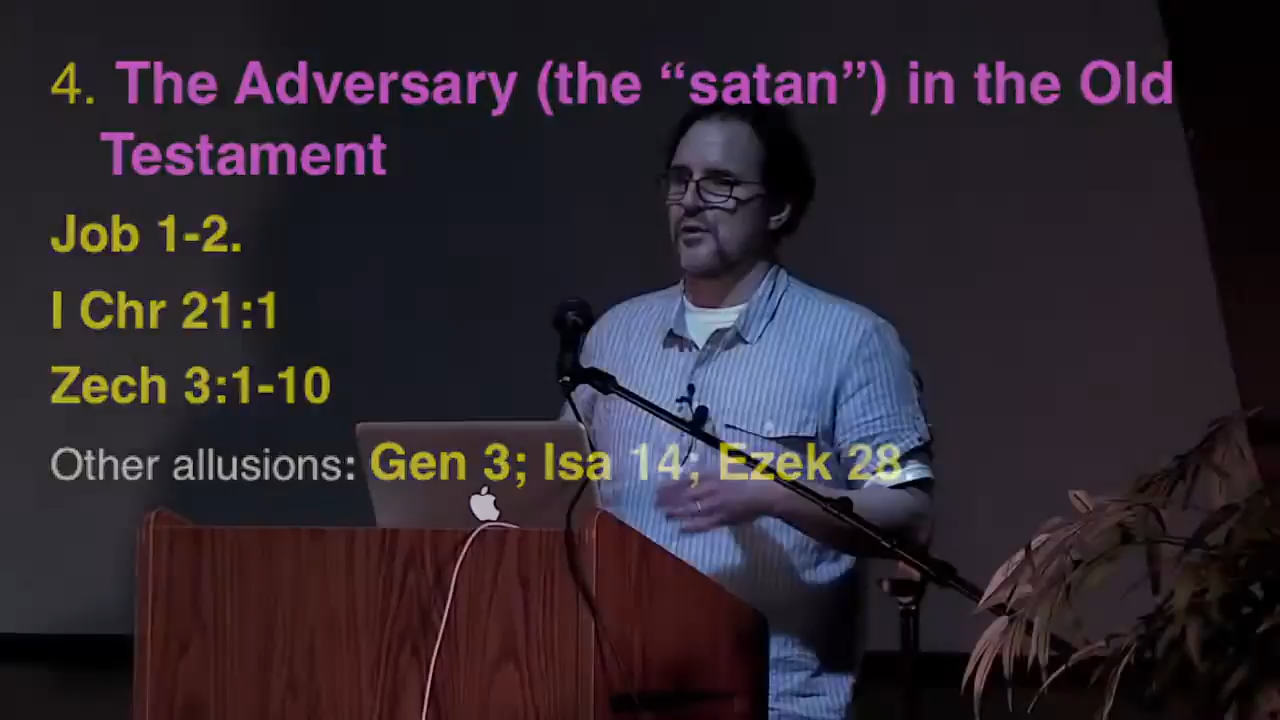 4. The Adversary (the “satan”) in the Old
Testament
Job 1-2.
I Chr 21:1
Zech 3:1-10
Other allusions: Gen 3; Isa 14; Ezek 28